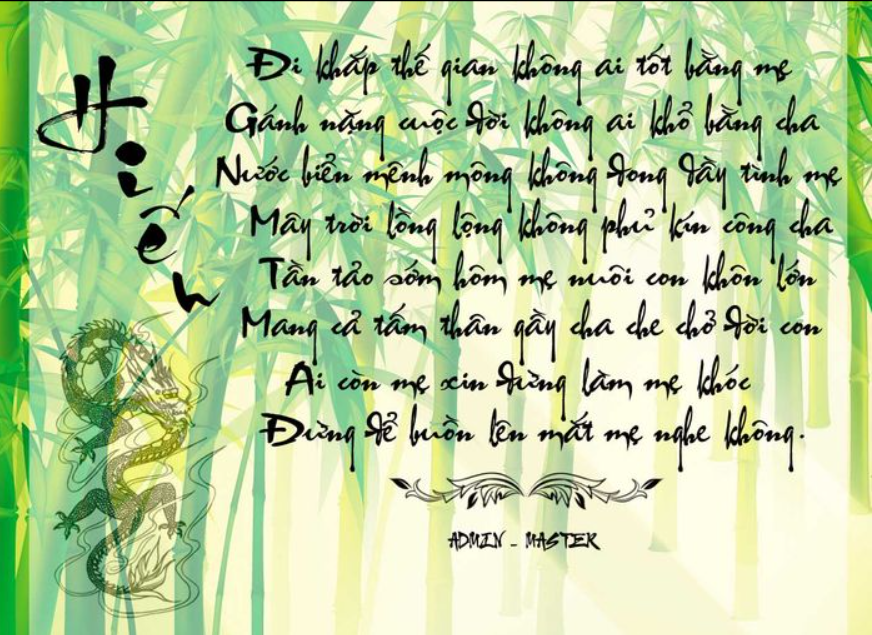 Hiếu
Đi khắp thế gian không ai tốt bằng mẹ
Gánh nặng cuộc đời không ai khổ bằng cha
Nước biển mênh mông không đong đầy tình mẹ
Mây trời lồng lộng không phủ kín công cha
Tần tảo sớm hôm mẹ nuôi con khôn lớn
Mang cả tấm thân gầy cha che chở đời con
Ai còn mẹ xin đừng làm mẹ khóc
Đừng để buồn lên mắt mẹ nghe không.
ADMIN - MASTER